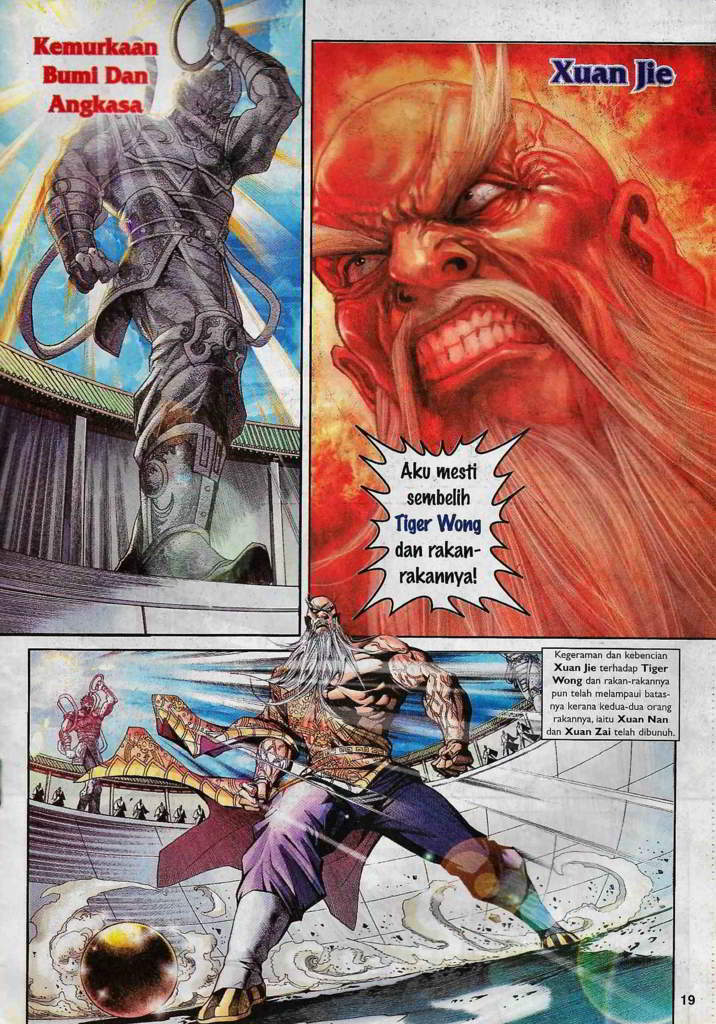 Kemurkaan
Bumi Dan
Angkasa
Xuan Jie
Aku mesti
sembelih
Tiger Wong
dan rakan-
rakannya!
Kegeraman dan kebencian
Xuan Jie terhadap Tiger
Wong dan rakan-rakannya
pun telah melampaui batas-
nya kerana kedua-dua orang
rakannya, iaitu Xuan Nan
dan Xuan Zai telah dibunuh.
19